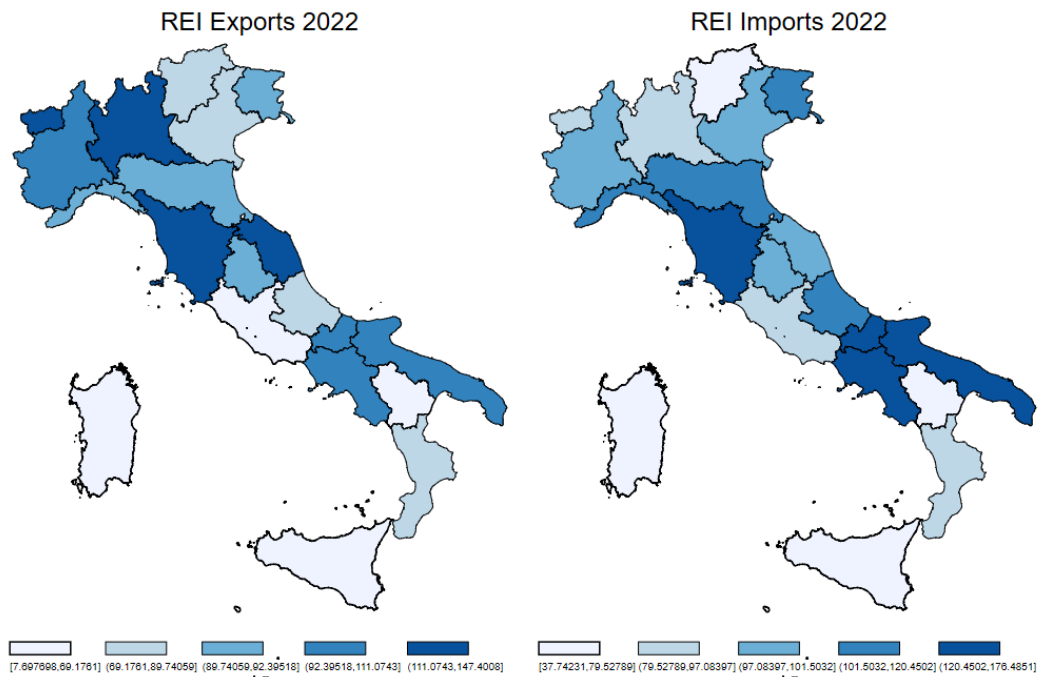 REI Exports 2022
REI Imports 2022
[7.697698,69.1761] (69.1761,89.74059] (89.74059,92.39518] (92.39518,111.0743] (111.0743,147.4008]
[37.74231,79.52789] (79.52789,97.08397] (97.08397,101.5032] (101.5032,120.4502] (120.4502,176.4851]